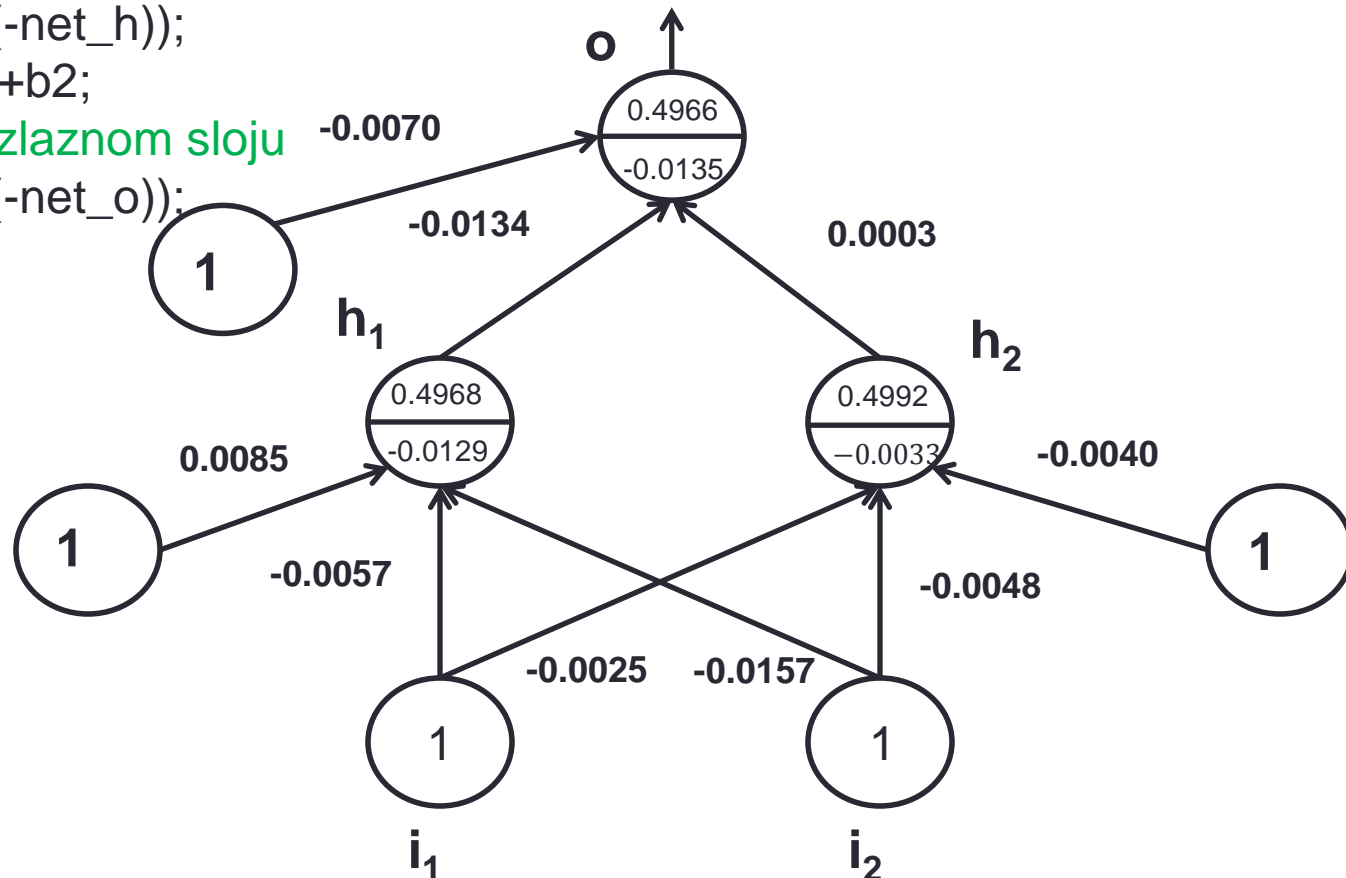 (-net_h));
+b2;
zlaznom sloju
(-net_o));
o
0.4966
-0.0135
-0.0070
-0.0134
0.0003
1
h1
h2
0.4968
-0.0129
0.4992
−0.0033
0.0085
-0.0040
1
1
-0.0057
-0.0048
-0.0025
-0.0157
1
1
i1
i2